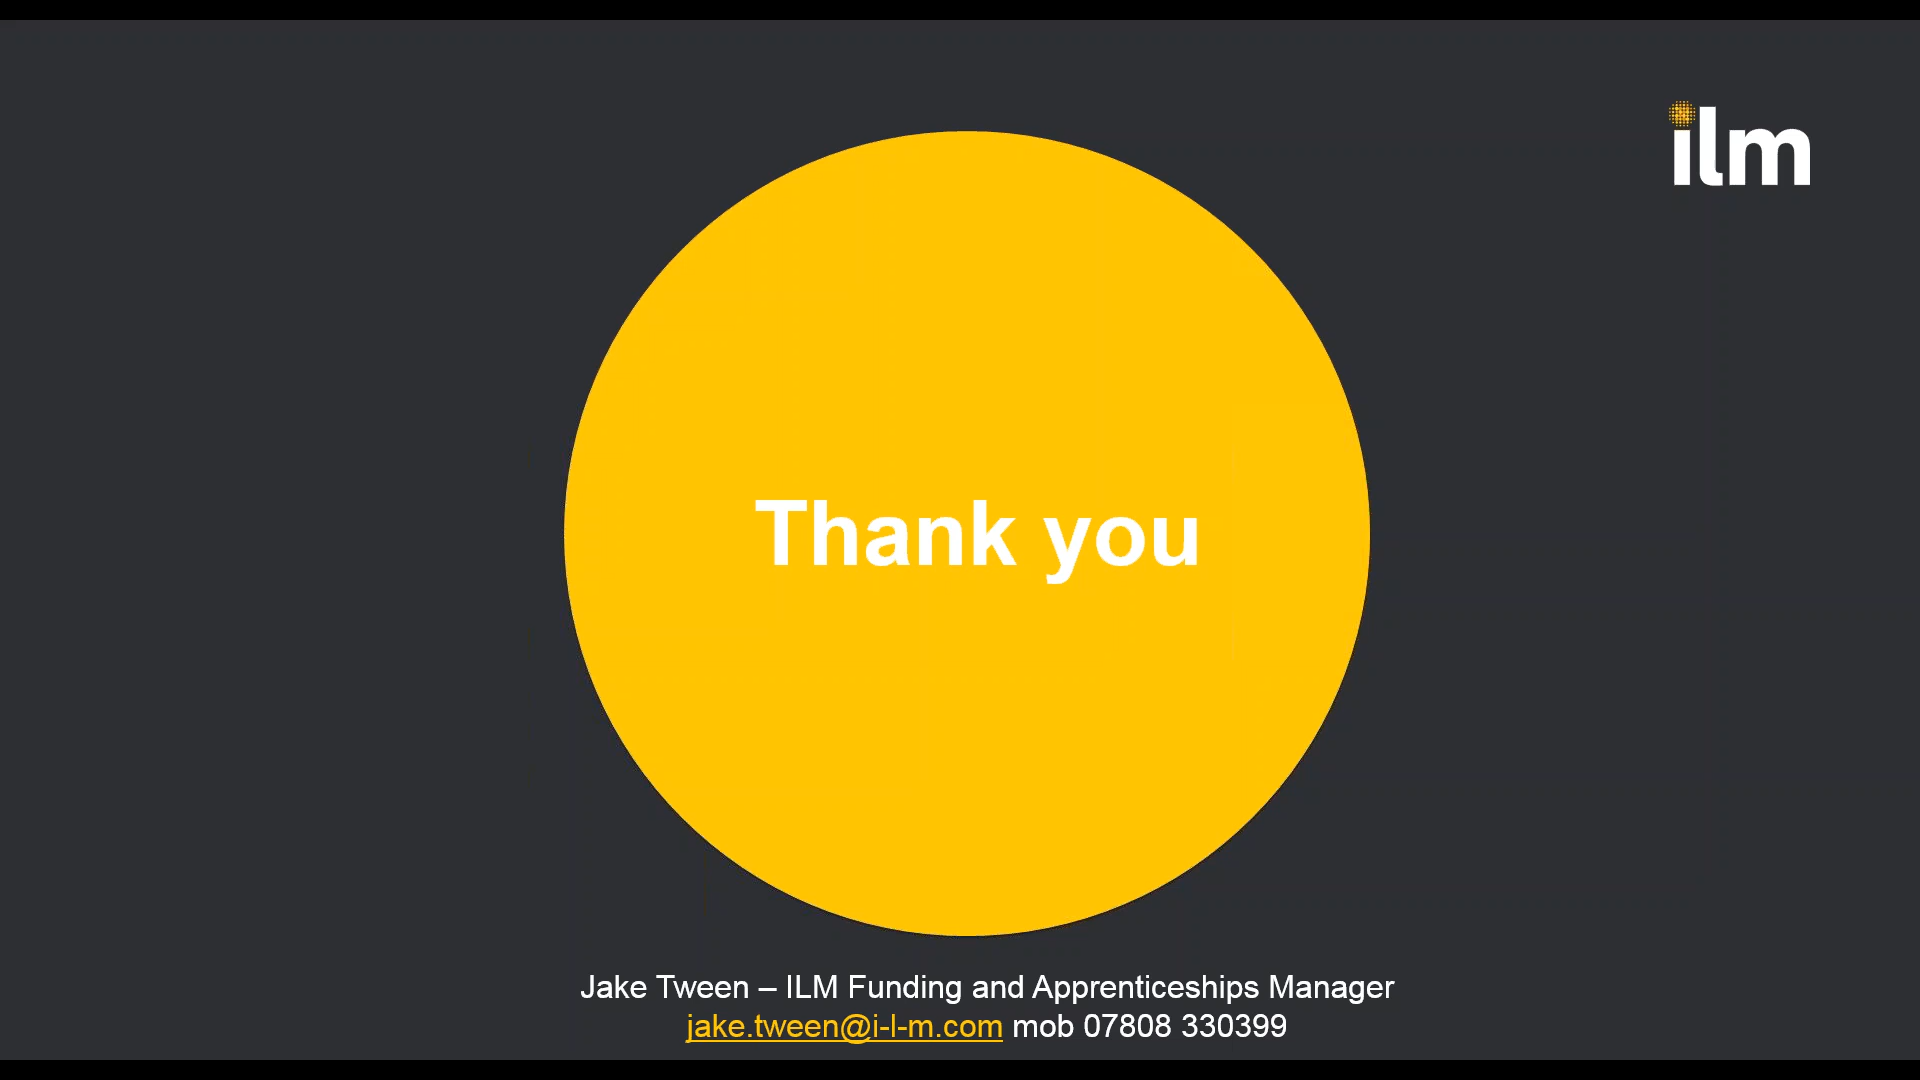 ilm
Thank you
Jake Tween – ILM Funding and Apprenticeships Manager
jake.tween@i-l-m.com mob 07808 330399